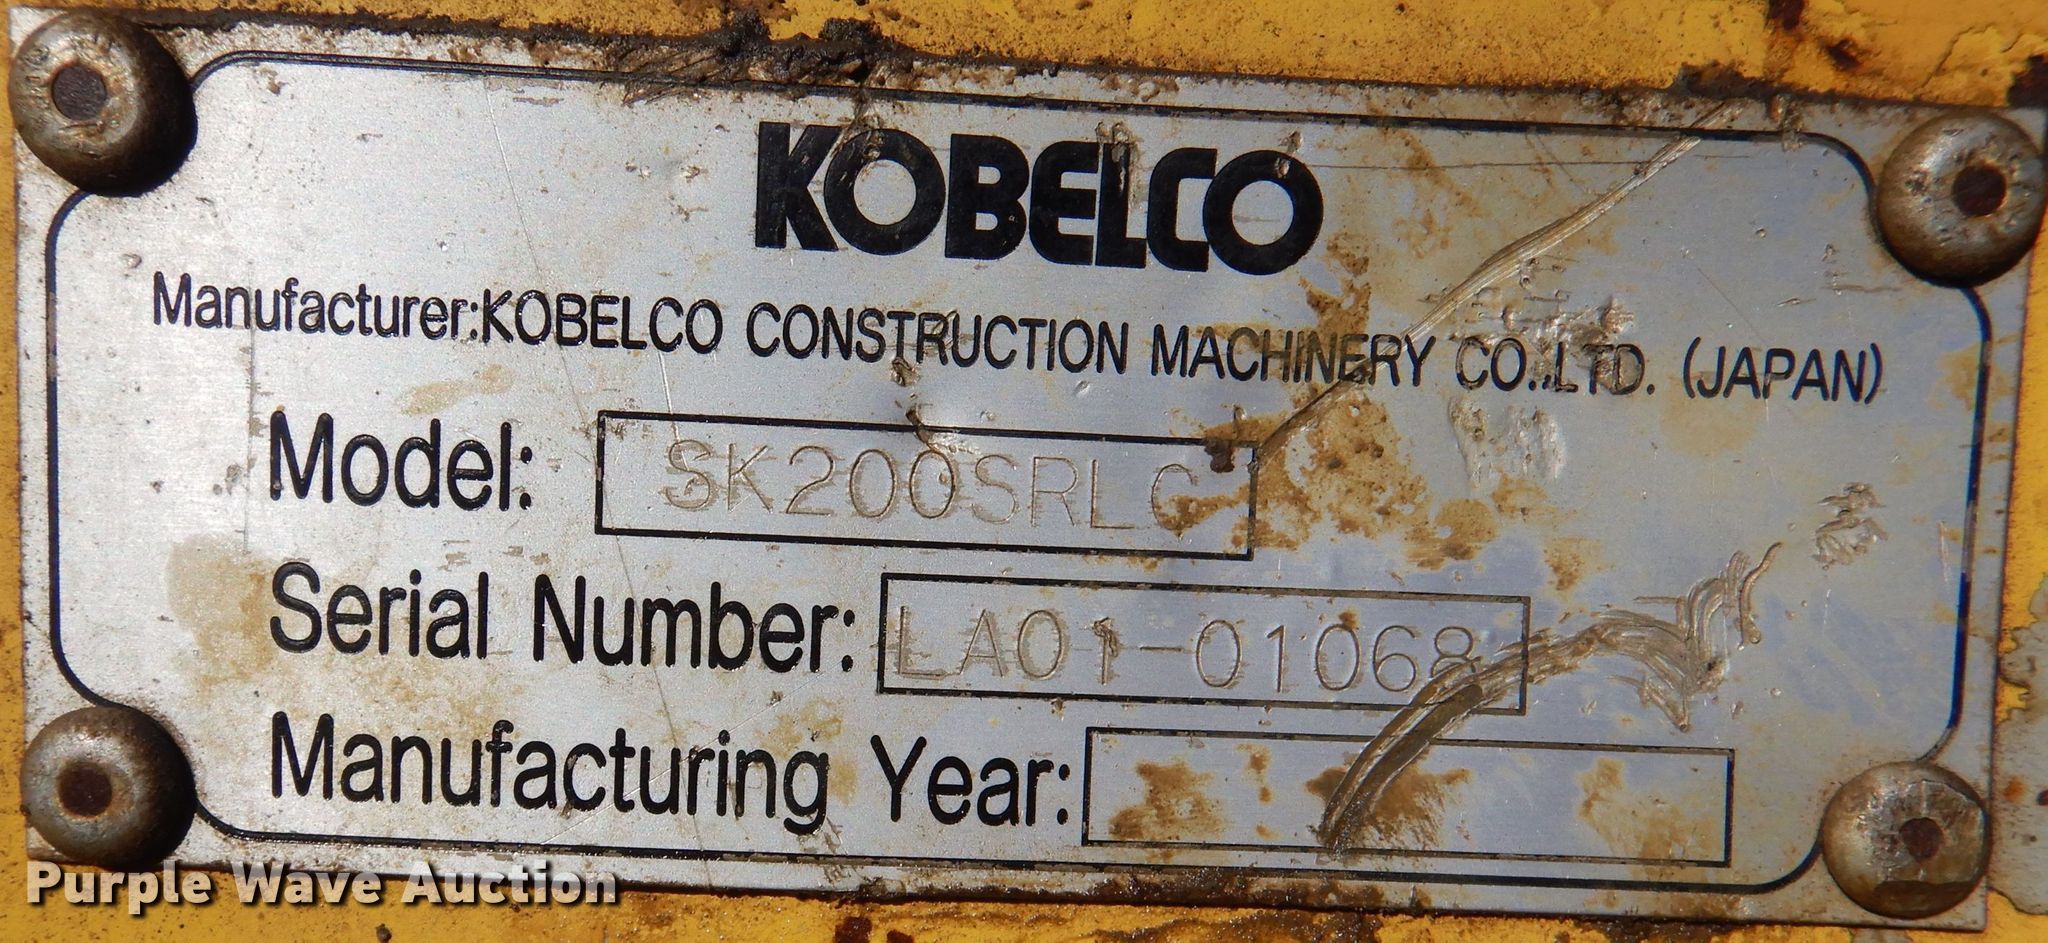 KOBELCO
Manufacturer:KOBELCO CONSTRUCTION MACHINERY CO.,LTD. (JAPAN)
Model: SK200SRLC
Serial Number: LA01-01068
Manufacturing Year:
Purple Wave Auction